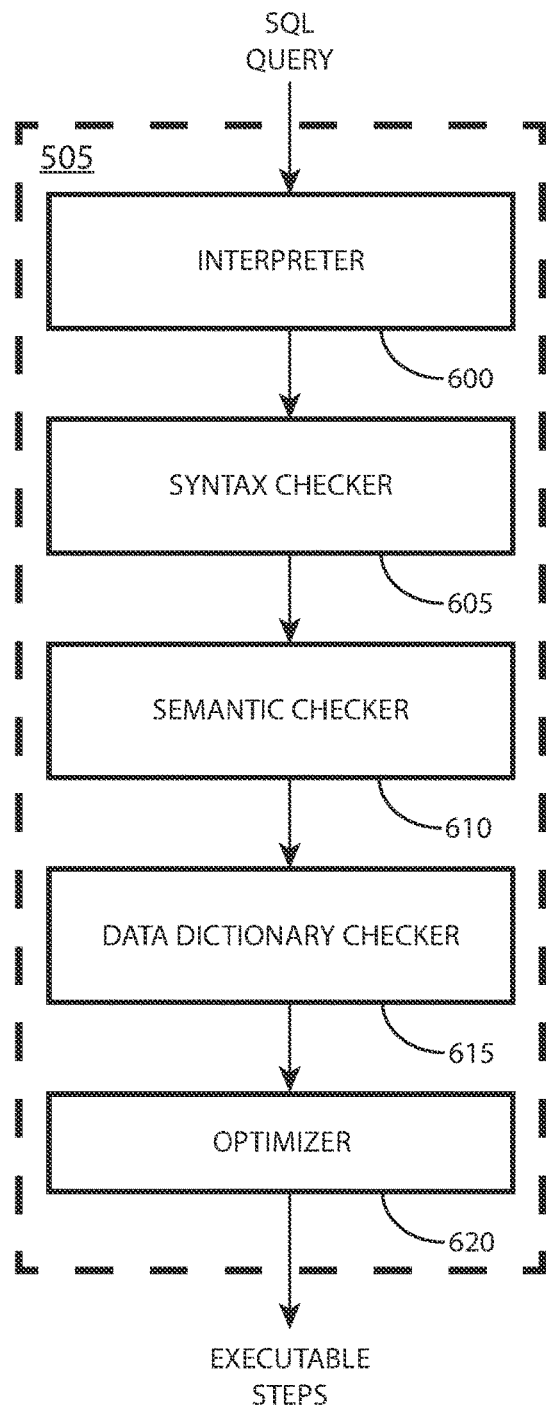 SQL
QUERY
505
INTERPRETER
600
SYNTAX CHECKER
605
SEMANTIC CHECKER
610
DATA DICTIONARY CHECKER
615
OPTIMIZER
620
EXECUTABLE
STEPS